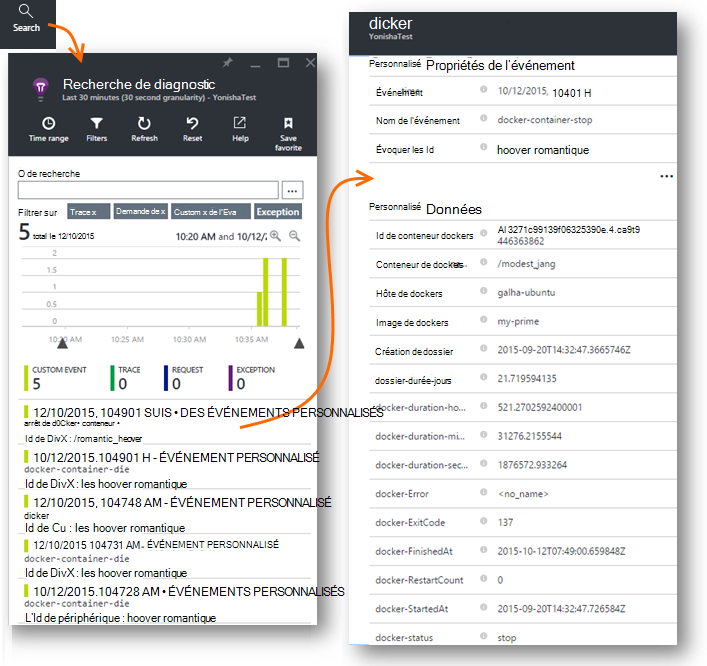 Search
Recherche de diagnostic
Last 30 minutes (30 second granularity) - YonishaTest
Time range
Filters
Refresh
Reset
Help
Save favorite
O de recherche
...
Filtrer sur
Trace x
Demande de x
Custom x de l'Eva
Exception
5 total le 12/10/2015
10:20 AM and 10/12/
2
1.5
1
0.5
0
10:20 AM
10:25 AM
10:30 AM
10:35 AM
CUSTOM EVENT
5
TRACE
0
REQUEST
0
EXCEPTION
0
12/10/2015, 104901 SUIS • DES ÉVÉNEMENTS PERSONNALISÉS
arrêt de d0Cker• conteneur •
Id de DivX : /romantic_hoover
10/12/2015.104901 H - ÉVÉNEMENT PERSONNALISÉ
docker-container-die
Id de DivX : les hoover romantique
12/10/2015, 104748 AM - ÉVÉNEMENT PERSONNALISÉ
dicker
Id de Cu : les hoover romantique
12/10/2015 104731 AM- ÉVÉNEMENT PERSONNALISÉ
docker-container-die
Id de DivX : les hoover romantique
10/12/2015.104728 AM • ÉVÉNEMENTS PERSONNALISÉS
docker-container-die
L'Id de périphérique : hoover romantique
dicker
YonishaTest
Personnalisé Propriétés de l'événement
Événement 10/12/2015, 10401 H
Nom de l'événement docker-container-stop
Évoquer les Id hoover romantique
...
Personnalisé Données
Id de conteneur dockers AI 3271c99139f06325390e.4.ca9t9
446363862
Conteneur de dockers /modest_jang
Hôte de dockers galha-ubuntu
Image de dockers my-prime
Création de dossier 2015-09-20T14:32:47.3665746Z
dossier-durée-jours 21.719594135
docker-duration-ho... 521.2702592400001
docker-duration-mi... 31276.2155544
docker-duration-sec... 1876572.933264
docker-Error <no_name>
docker-ExitCode 137
docker-FinishedAt 2015-10-12T07:49:00.659848Z
docker-RestartCount 0
docker-StartedAt 2015-09-20T14:32:47.726584Z
docker-status stop